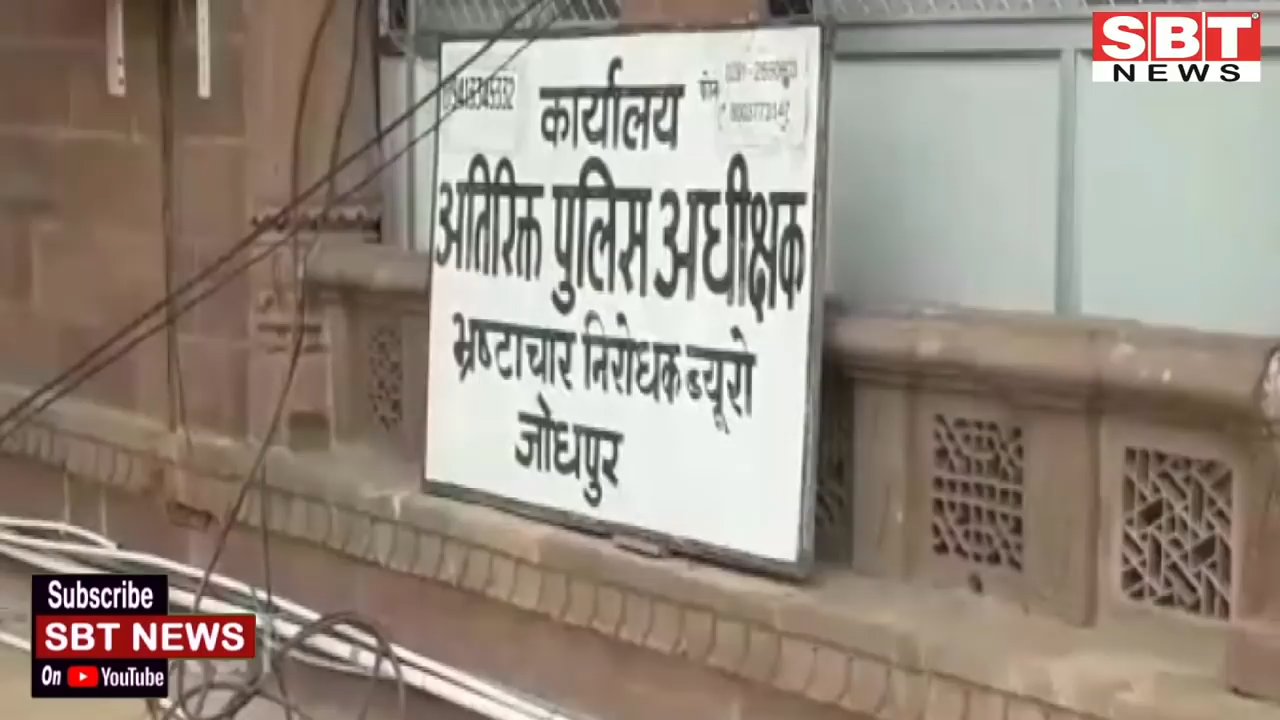 SBT
NEWS
कार्यालय
फोन
अतिरिक्त पुलिस अधीक्षक
भ्रष्टाचार निरोधक ब्यूरो
जोधपुर
Subscribe
SBT NEWS
On YouTube